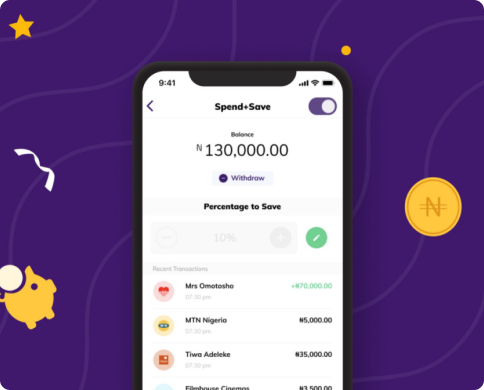 9:41
Spend+Save
Balance
₦130,000.00
Withdraw
Percentage to Save
10%
Recent Transactions
Mrs Omotosho +₦70,000.00
07:30 pm
MTN Nigeria ₦5,000.00
07:30 pm
Tiwa Adeleke ₦35,000.00
07:30 pm
Filmhouse Cinemas ₦3,500.00